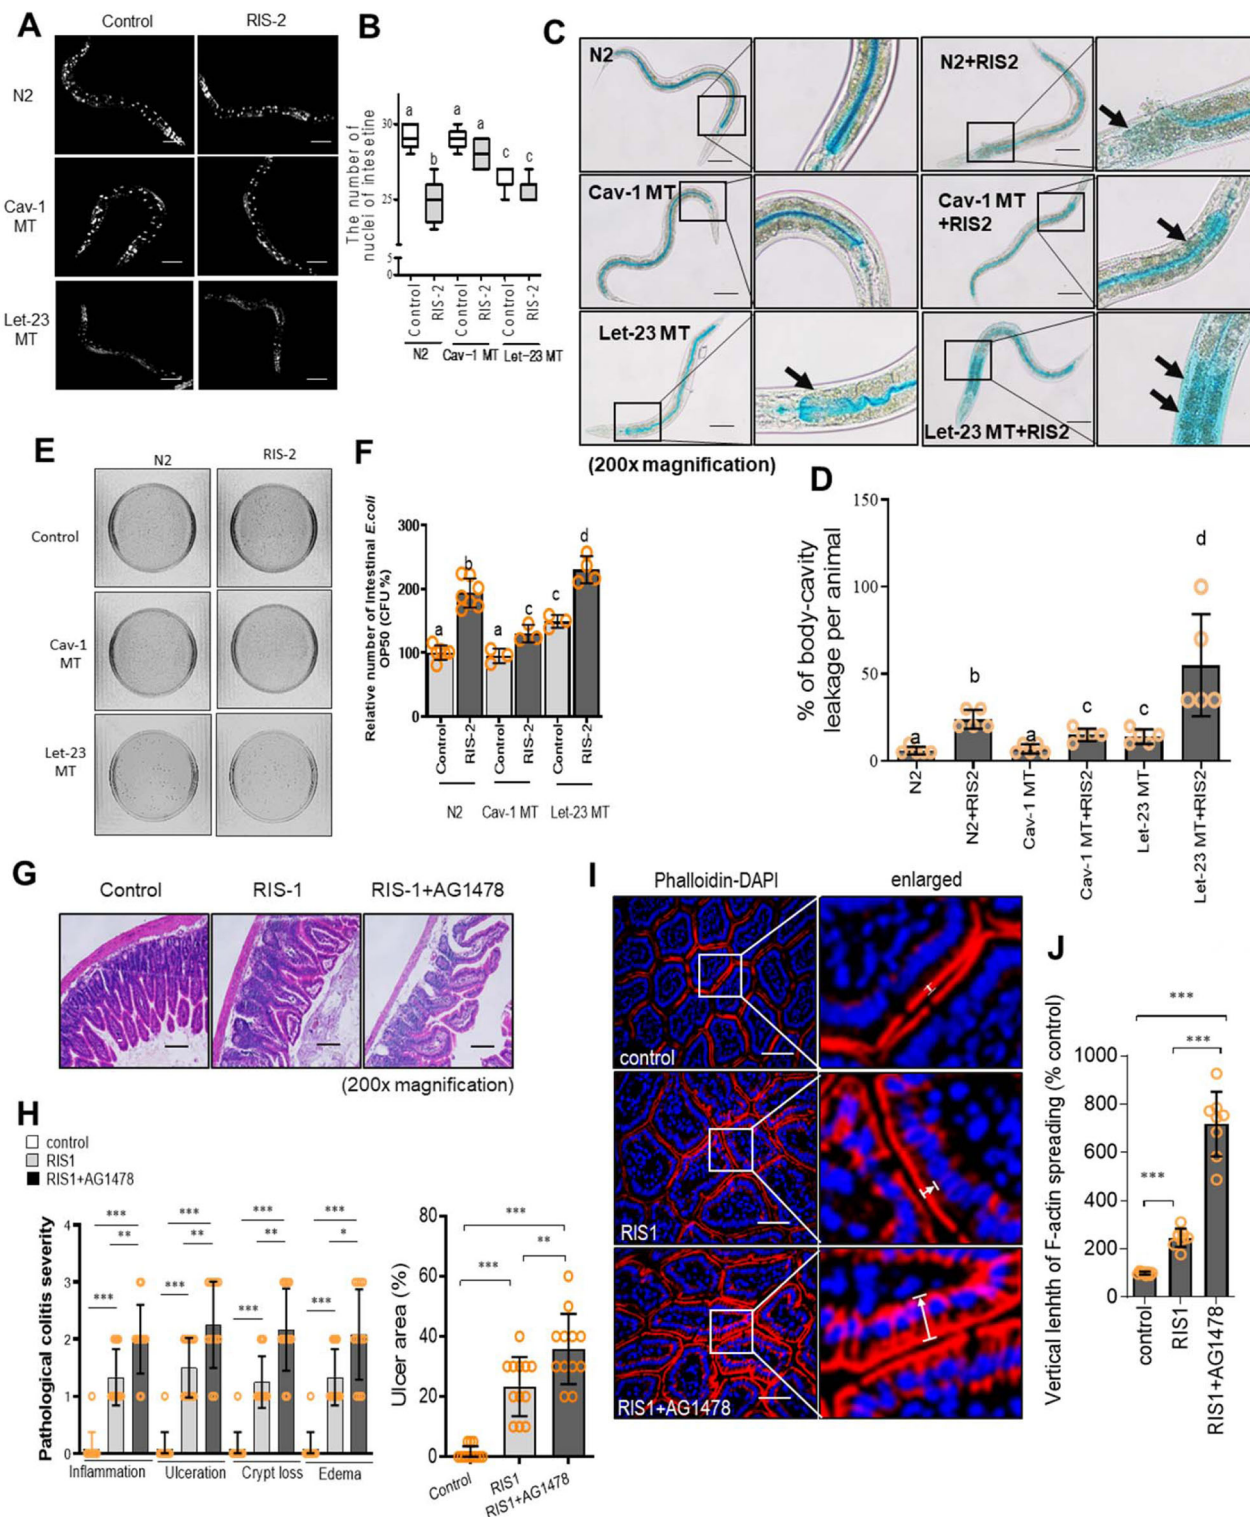 A
Control
RIS-2
N2
Cav-1
MT
Let-23
MT
B
The number of
nuclei of intesetine
30
25
5
0
a
b
a
a
c
c
Control
RIS-2
Control
RIS-2
Control
RIS-2
N2
Cav-1 MT
Let-23 MT
C
N2
N2+RIS2
Cav-1 MT
Cav-1 MT
+RIS2
Let-23 MT
Let-23 MT+RIS2
(200x magnification)
D
% of body-cavity
leakage per animal
150
100
50
0
a
b
a
c
c
d
N2
N2+RIS2
Cav-1 MT
Cav-1 MT+RIS2
Let-23 MT
Let-23 MT+RIS2
E
N2
RIS-2
Control
Cav-1
MT
Let-23
MT
F
Relative number of Intestinal E.coli
OP50 (CFU %)
300
200
100
0
a
b
a
c
c
d
Control
RIS-2
Control
RIS-2
Control
RIS-2
N2
Cav-1 MT
Let-23 MT
G
Control
RIS-1
RIS-1+AG1478
(200x magnification)
H
control
RIS1
RIS1+AG1478
Pathological colitis severity
4
3
2
1
0
***
**
***
***
**
***
***
**
***
***
*
***
Inflammation
Ulceration
Crypt loss
Edema
Ulcer area (%)
80
60
40
20
0
***
**
***
Control
RIS1
RIS1+AG1478
I
Phalloidin-DAPI
enlarged
control
RIS1
RIS1+AG1478
J
Vertical lenhth of F-actin spreading (% control)
1000
800
600
400
200
0
***
***
***
control
RIS1
RIS1+AG1478